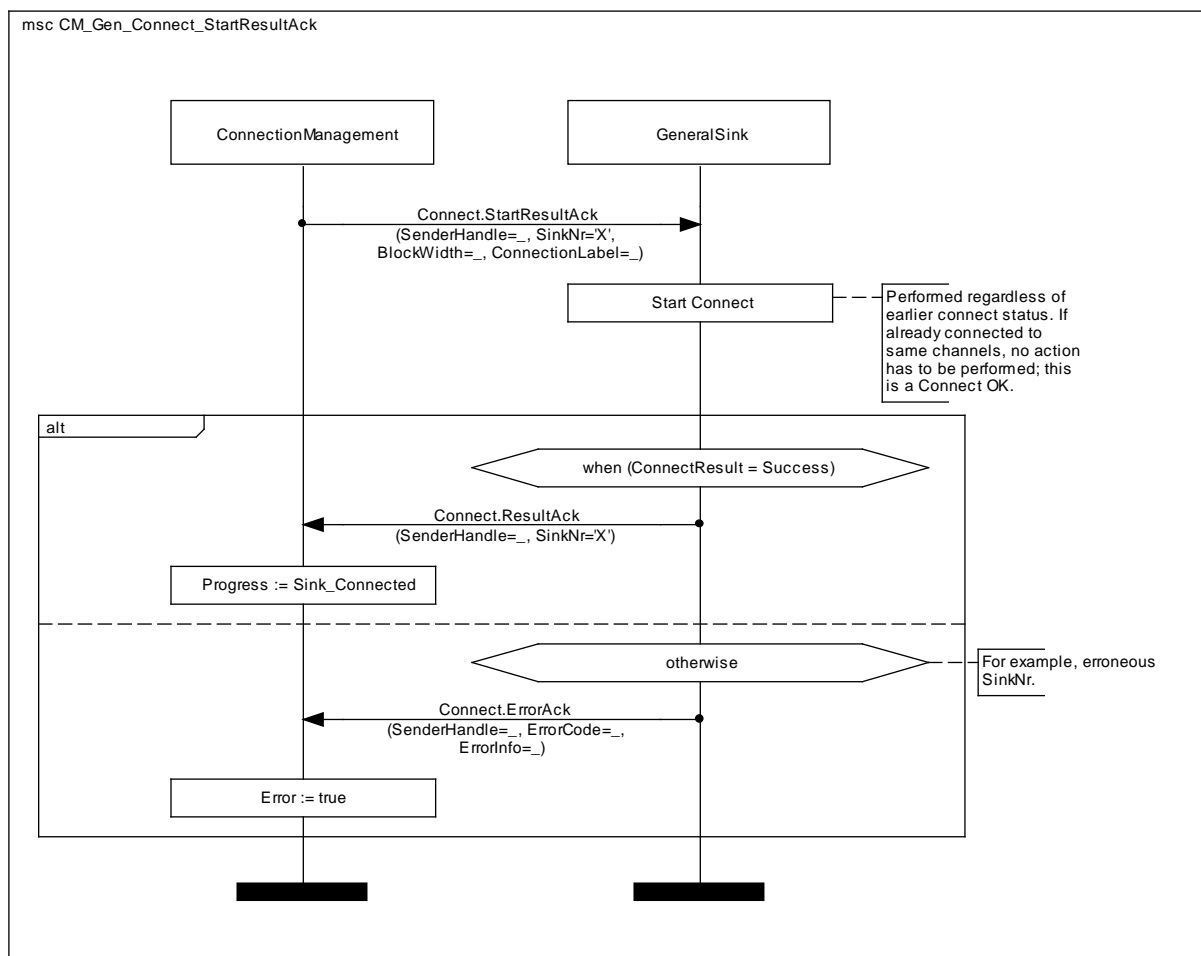 msc CM_Gen_Connect_StartResultAck
ConnectionManagement
GeneralSink
Connect.StartResultAck
(SenderHandle=_, SinkNr='X',
BlockWidth=_, ConnectionLabel=_)
Start Connect
Performed regardless of
earlier connect status. If
already connected to
same channels, no action
has to be performed; this
is a Connect OK.
alt
when (ConnectResult = Success)
Connect.ResultAck
(SenderHandle=_, SinkNr='X')
Progress := Sink_Connected
otherwise
For example, erroneous
SinkNr.
Connect.ErrorAck
(SenderHandle=_, ErrorCode=_,
ErrorInfo=_)
Error := true